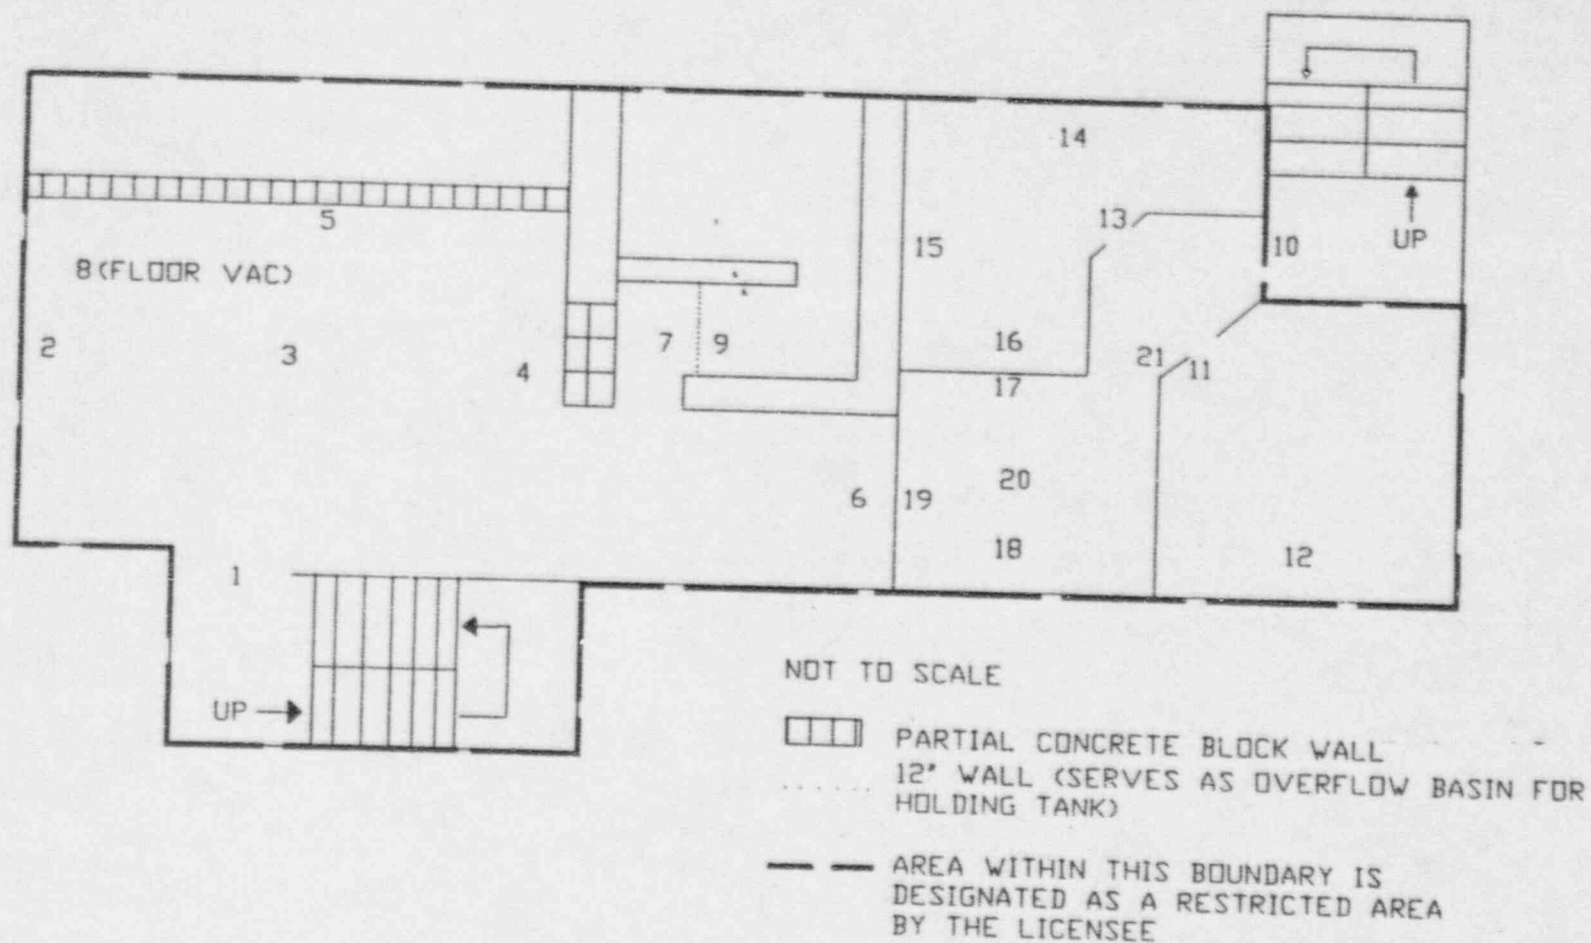 14
13
5
15
10
UP
8(FLOOR VAC)
2
3
4
7
9
16
21
11
17
20
6
19
18
12
1
UP
NOT TO SCALE
PARTIAL CONCRETE BLOCK WALL
12" WALL (SERVES AS OVERFLOW BASIN FOR
HOLDING TANK)
AREA WITHIN THIS BOUNDARY IS
DESIGNATED AS A RESTRICTED AREA
BY THE LICENSEE